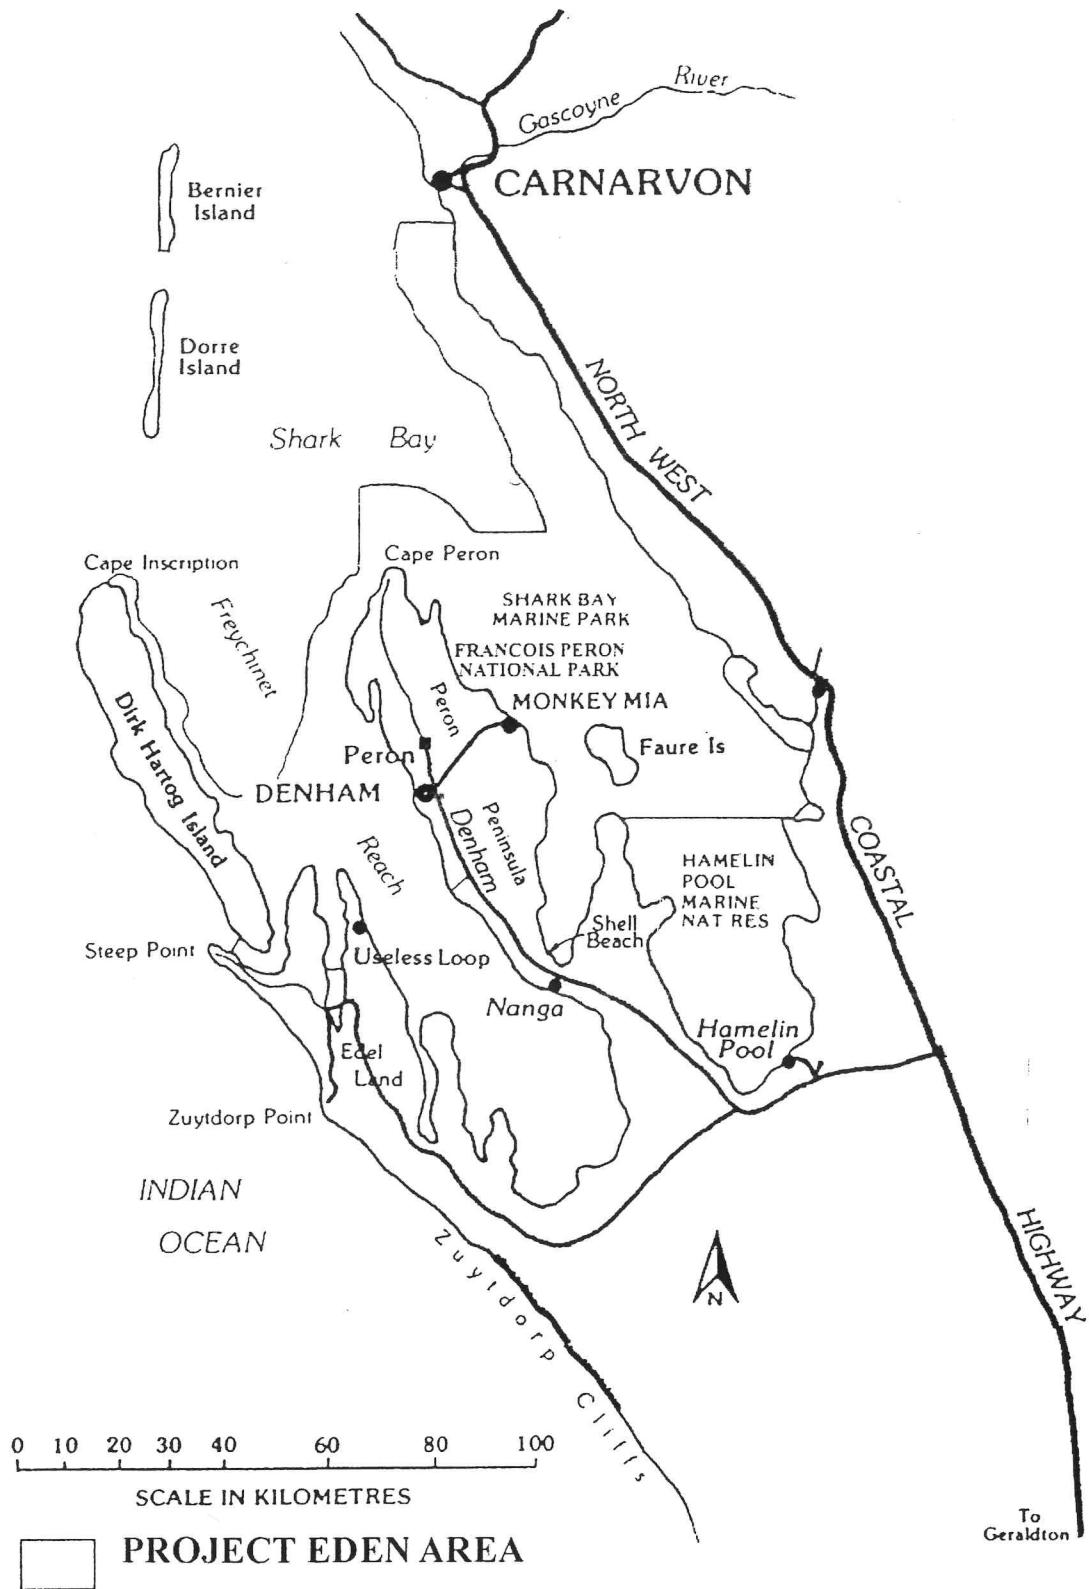 River
Gascoyne
CARNARVON
Bernier
Island
Dorre
Island
Shark Bay
NORTH WEST
Cape Inscription
Cape Peron
Freychinet
SHARK BAY
MARINE PARK
FRANCOIS PERON
NATIONAL PARK
Peron
MONKEY MIA
Dirk Hartog Island
Peron
Faure Is
DENHAM
Denham
Peninsula
Reach
COASTAL
HAMELIN
POOL
MARINE
NAT RES
Shell
Beach
Steep Point
Useless Loop
Nanga
Hamelin
Pool
Edel
Land
Zuytdorp Point
INDIAN
OCEAN
Zuytdorp Cliffs
N
HIGHWAY
0 10 20 30 40 60 80 100
SCALE IN KILOMETRES
To
Geraldton
PROJECT EDEN AREA